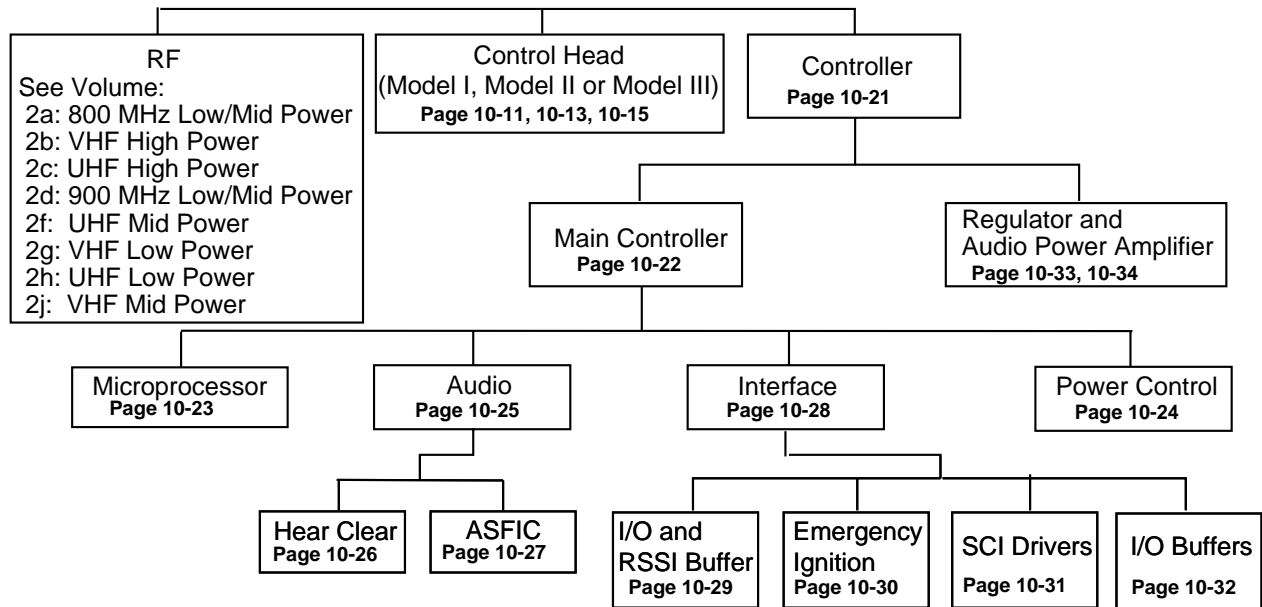 RF
See Volume:
2a: 800 MHz Low/Mid Power
2b: VHF High Power
2c: UHF High Power
2d: 900 MHz Low/Mid Power
2f: UHF Mid Power
2g: VHF Low Power
2h: UHF Low Power
2j: VHF Mid Power
Control Head
(Model I, Model II or Model III)
Page 10-11, 10-13, 10-15
Controller
Page 10-21
Main Controller
Page 10-22
Regulator and
Audio Power Amplifier
Page 10-33, 10-34
Microprocessor
Page 10-23
Audio
Page 10-25
Interface
Page 10-28
Power Control
Page 10-24
Hear Clear
Page 10-26
ASFIC
Page 10-27
I/O and
RSSI Buffer
Page 10-29
Emergency
Ignition
Page 10-30
SCI Drivers
Page 10-31
I/O Buffers
Page 10-32